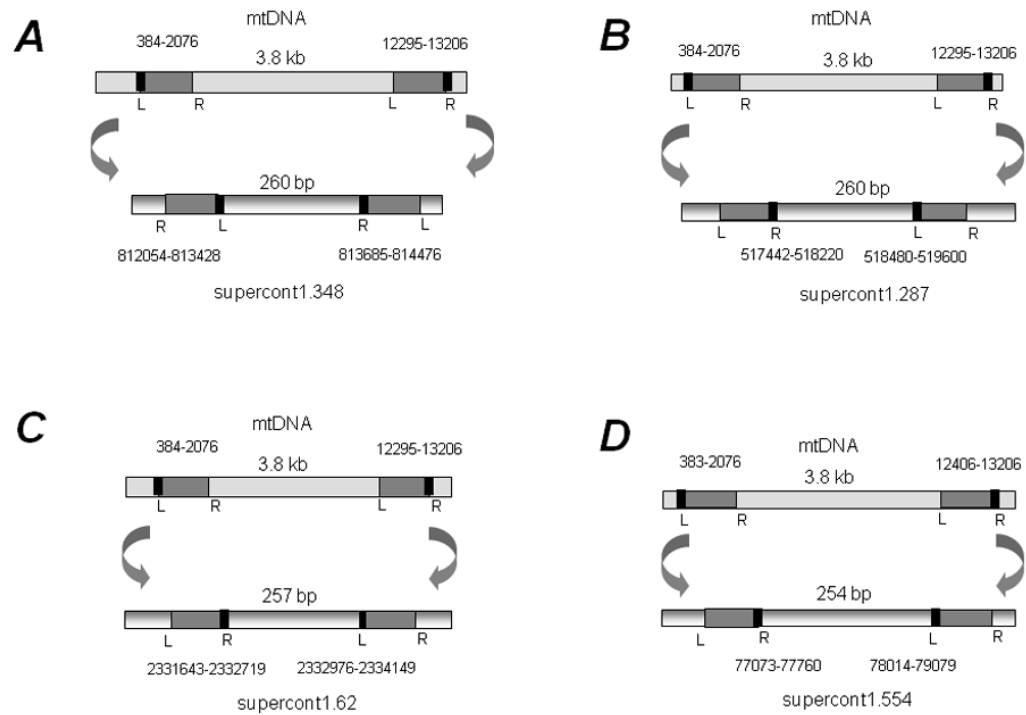 A
mtDNA
384-2076
12295-13206
3.8 kb
L
R
L
R
260 bp
R
L
R
L
812054-813428
813685-814476
supercont1.348
B
mtDNA
384-2076
12295-13206
3.8 kb
L
R
L
R
260 bp
L
R
L
R
517442-518220
518480-519600
supercont1.287
C
mtDNA
384-2076
12295-13206
3.8 kb
L
R
L
R
257 bp
L
R
L
R
2331643-2332719
2332976-2334149
supercont1.62
D
mtDNA
383-2076
12406-13206
3.8 kb
L
R
L
R
254 bp
L
R
L
R
77073-77760
78014-79079
supercont1.554